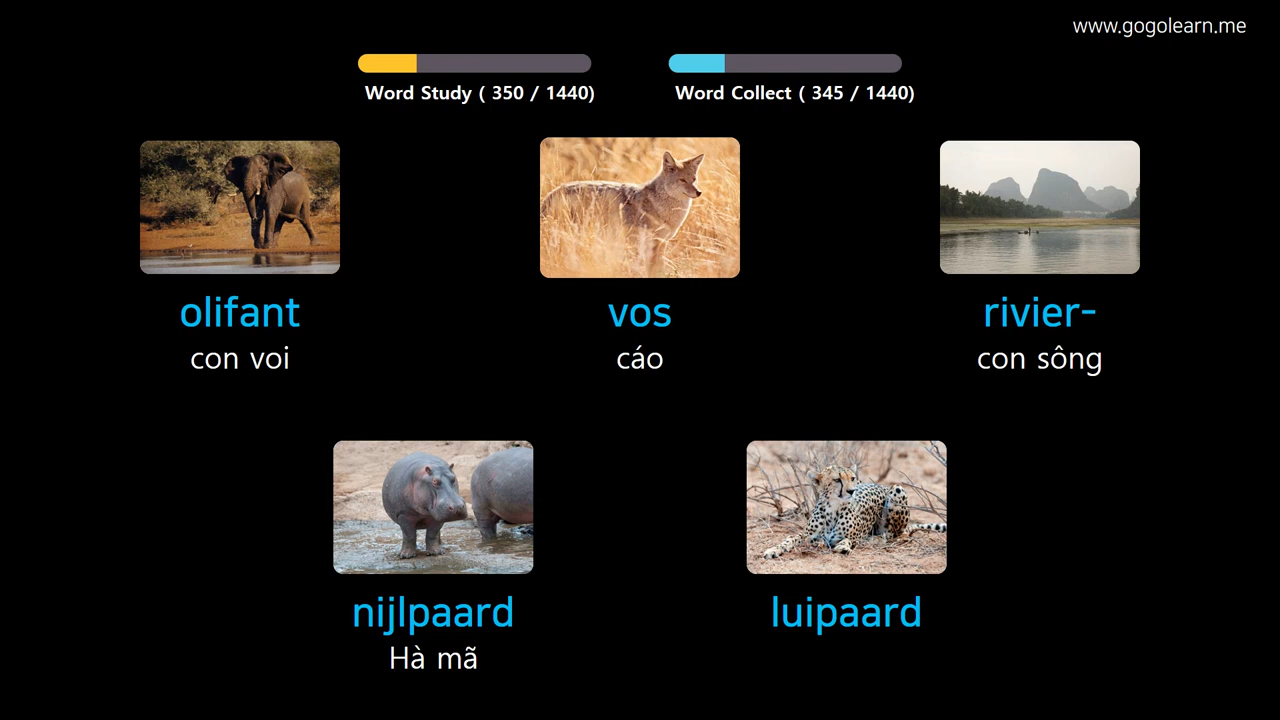 www.gogolearn.me
Word Study ( 350 / 1440)
Word Collect ( 345 / 1440)
olifant
con voi
vos
cáo
rivier-
con sông
nijlpaard
Hà mã
luipaard